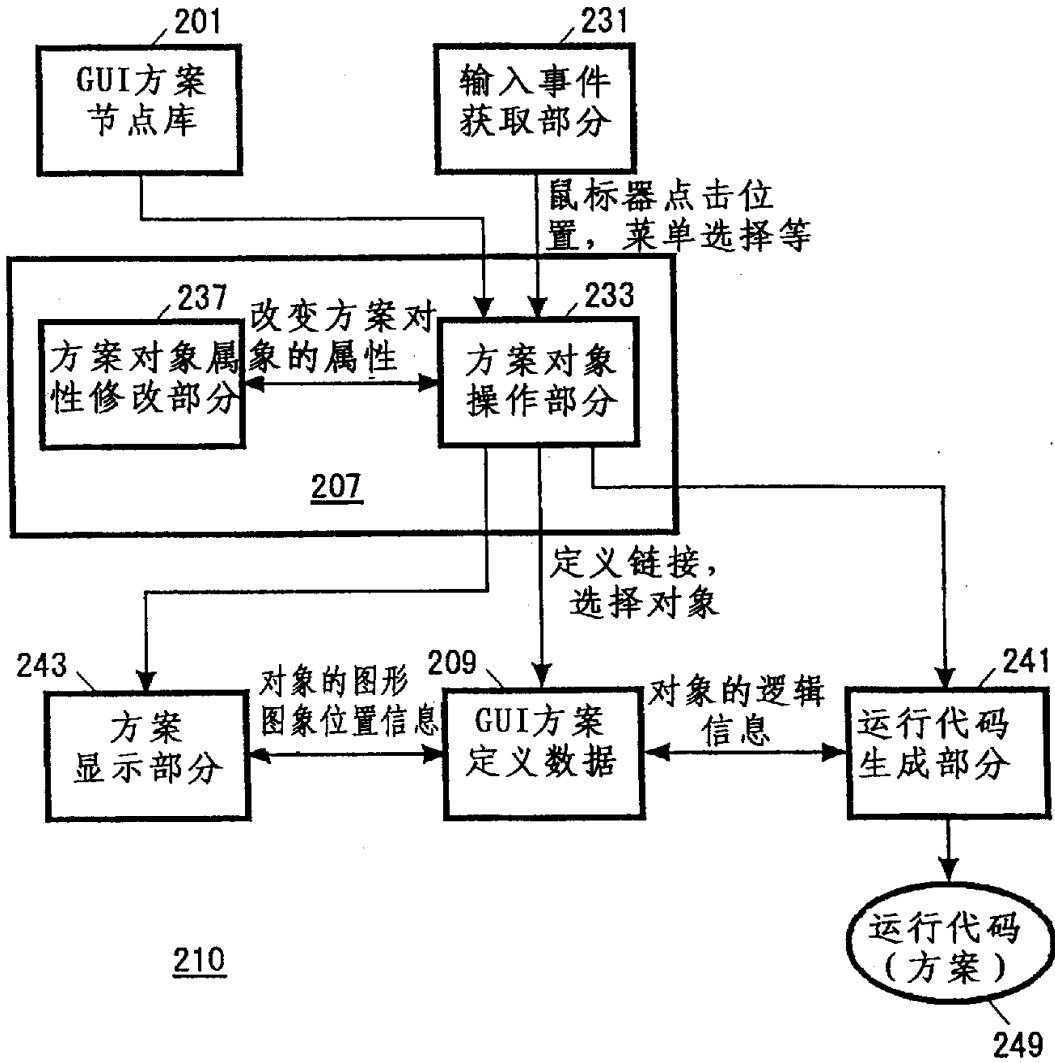 201
GUI方案
节点库
231
输入事件
获取部分
鼠标器点击位
置，菜单选择等
237
方案对象属
性修改部分
改变方案对
象的属性
233
方案对象
操作部分
207
定义链接，
选择对象
243
方案
显示部分
对象的图形
图象位置信息
209
GUI方案
定义数据
对象的逻辑
信息
241
运行代码
生成部分
运行代码
（方案）
249
210